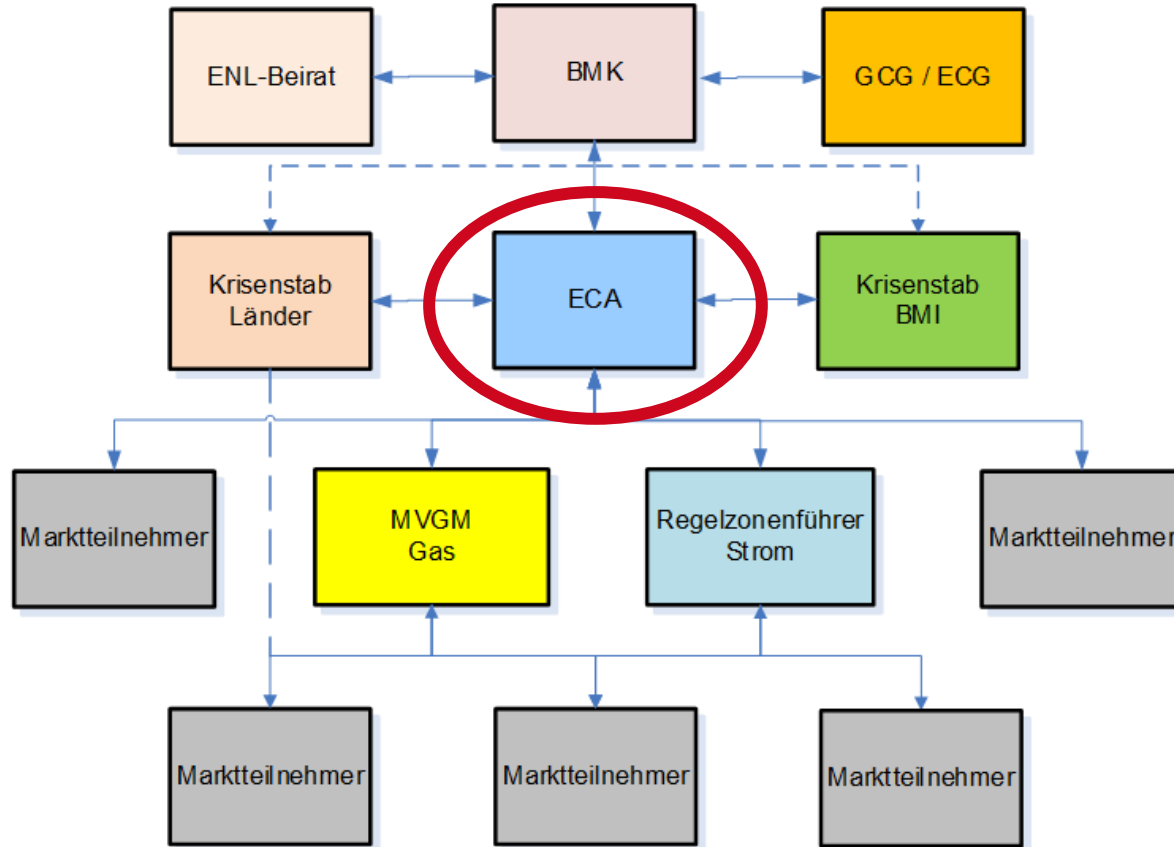 ENL-Beirat
BMK
GCG / ECG
Krisenstab
Länder
ECA
Krisenstab
BMI
Marktteilnehmer
MVGM
Gas
Regelzonenführer
Strom
Marktteilnehmer
Marktteilnehmer
Marktteilnehmer
Marktteilnehmer